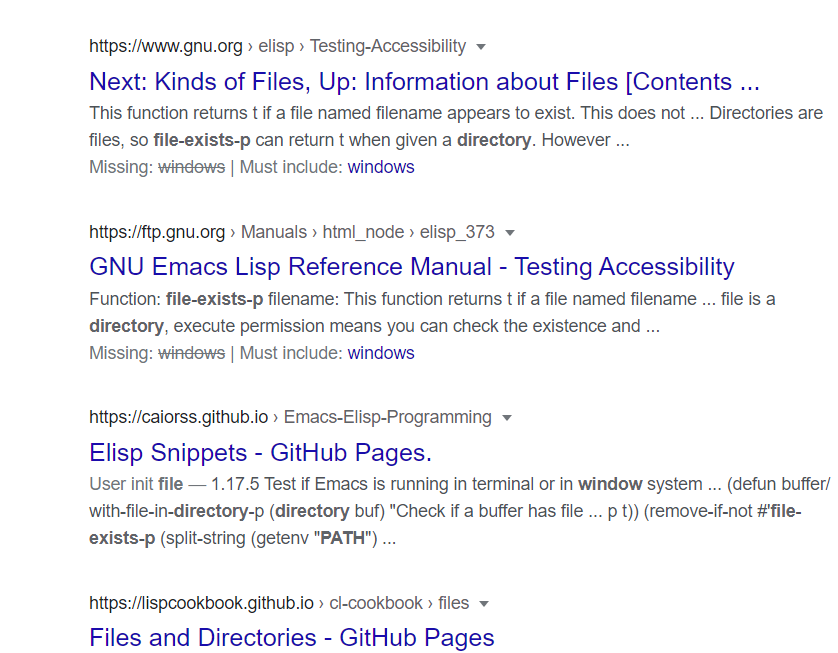 https://www.gnu.org › elisp › Testing-Accessibility
Next: Kinds of Files, Up: Information about Files [Contents ...
This function returns t if a file named filename appears to exist. This does not ... Directories are
files, so file-exists-p can return t when given a directory. However ...
Missing: windows | Must include: windows
https://ftp.gnu.org › Manuals › html_node › elisp_373
GNU Emacs Lisp Reference Manual - Testing Accessibility
Function: file-exists-p filename: This function returns t if a file named filename ... file is a
directory, execute permission means you can check the existence and ...
Missing: windows | Must include: windows
https://caiorss.github.io › Emacs-Elisp-Programming
Elisp Snippets - GitHub Pages.
User init file — 1.17.5 Test if Emacs is running in terminal or in window system ... (defun buffer/
with-file-in-directory-p (directory buf) "Check if a buffer has file ... p t)) (remove-if-not #'file-
exists-p (split-string (getenv "PATH") ...
https://lispcookbook.github.io › cl-cookbook › files
Files and Directories - GitHub Pages